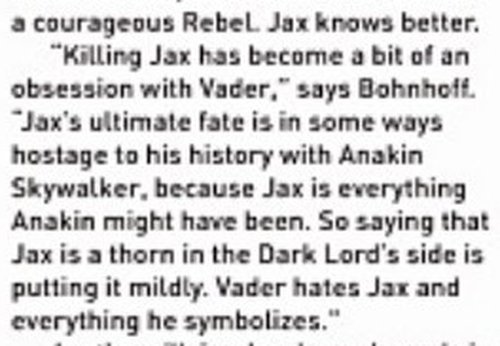 a courageous Rebel. Jax knows better.
"Killing Jax has become a bit of an
obsession with Vader," says Bohnhoff.
"Jax's ultimate fate is in some ways
hostage to his history with Anakin
Skywalker, because Jax is everything
Anakin might have been. So saying that
Jax is a thorn in the Dark Lord's side is
putting it mildly. Vader hates Jax and
everything he symbolizes."